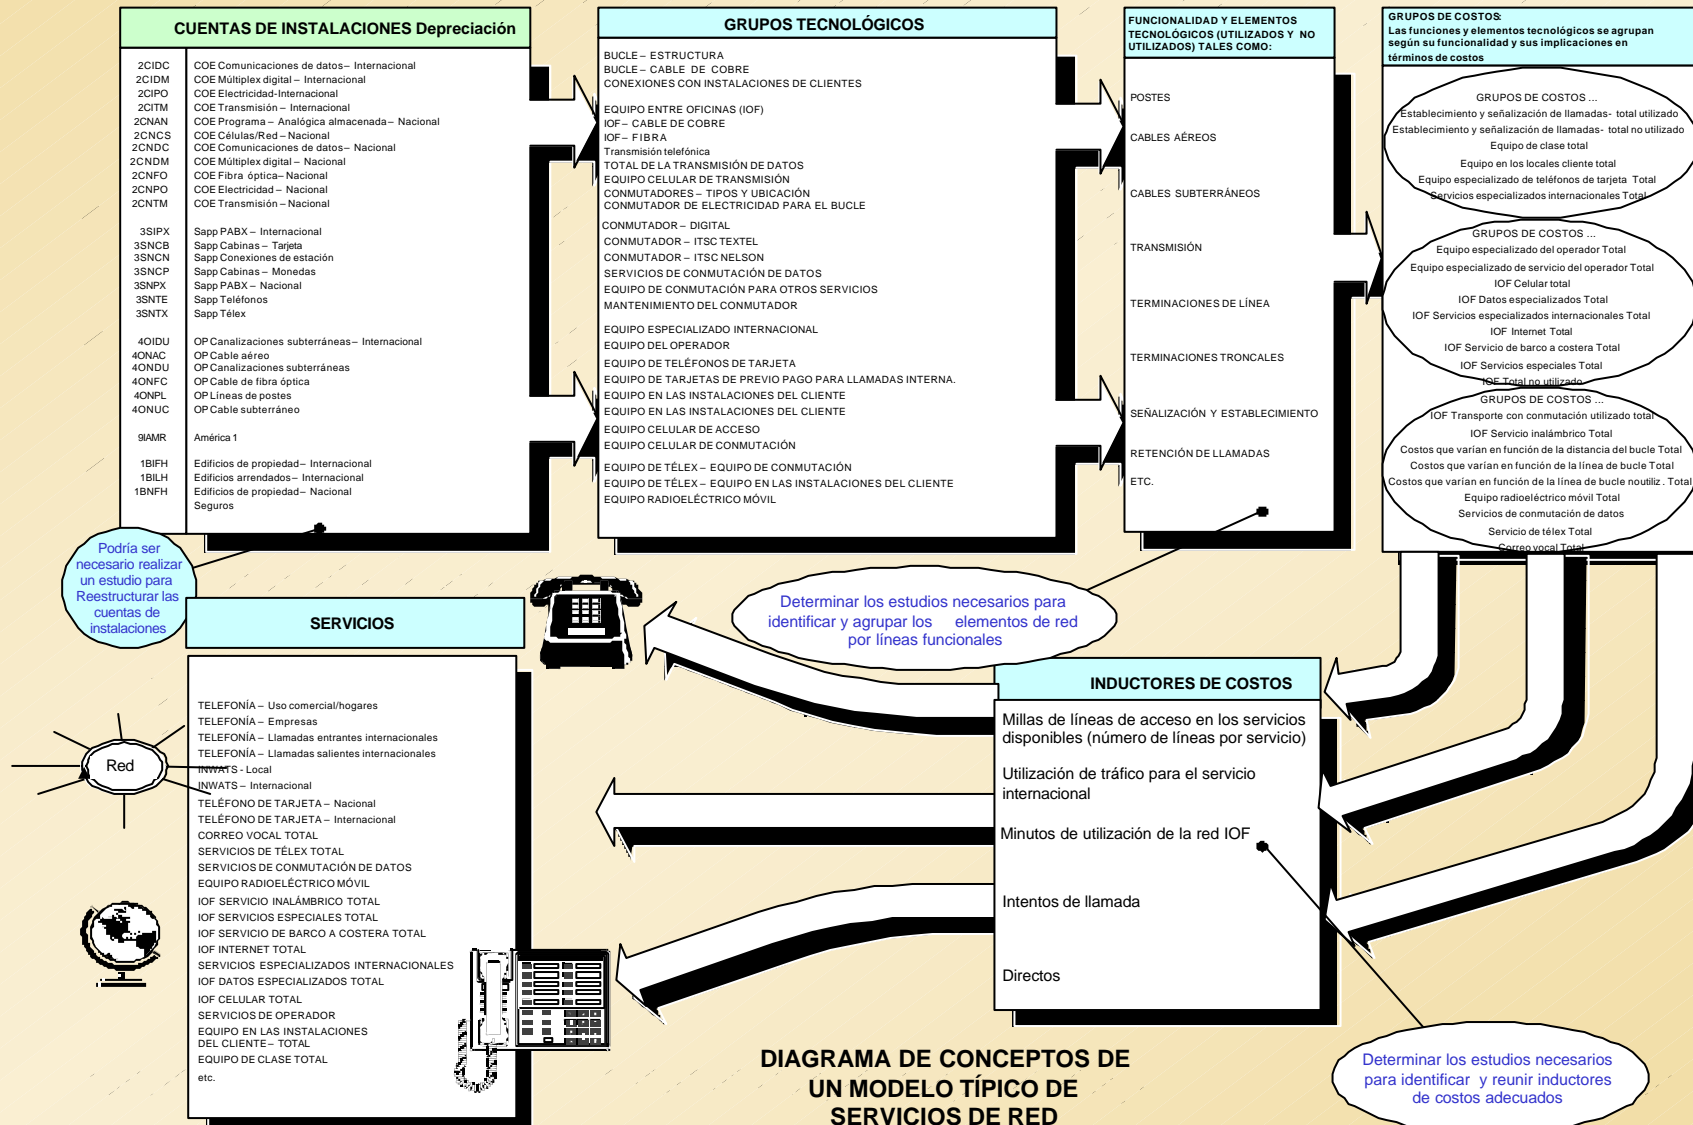 CUENTAS DE INSTALACIONES Depreciación
2CIDC COE Comunicaciones de datos– Internacional
2CIDM COE Múltiplex digital – Internacional
2CIPO COE Electricidad-Internacional
2CITM COE Transmisión – Internacional
2CNAN COE Programa – Analógica almacenada – Nacional
2CNCS COE Células/Red – Nacional
2CNDC COE Comunicaciones de datos– Nacional
2CNDM COE Múltiplex digital – Nacional
2CNFO COE Fibra óptica– Nacional
2CNPO COE Electricidad – Nacional
2CNTM COE Transmisión – Nacional
3SIPX Sapp PABX – Internacional
3SNCB Sapp Cabinas – Tarjeta
3SNCN Sapp Conexiones de estación
3SNCP Sapp Cabinas – Monedas
3SNPX Sapp PABX – Nacional
3SNTE Sapp Teléfonos
3SNTX Sapp Télex
4OIDU OP Canalizaciones subterráneas – Internacional
4ONAC OP Cable aéreo
4ONDU OP Canalizaciones subterráneas
4ONFC OP Cable de fibra óptica
4ONPL OP Líneas de postes
4ONUC OP Cable subterráneo
9IAMR América 1
1BIFH Edificios de propiedad – Internacional
1BILH Edificios arrendados – Internacional
1BNFH Edificios de propiedad – Nacional
Seguros
Podría ser
necesario realizar
un estudio para
Reestructurar las
cuentas de
instalaciones
GRUPOS TECNOLÓGICOS
BUCLE – ESTRUCTURA
BUCLE – CABLE DE COBRE
CONEXIONES CON INSTALACIONES DE CLIENTES
EQUIPO ENTRE OFICINAS (IOF)
IOF – CABLE DE COBRE
IOF – FIBRA
Transmisión telefónica
TOTAL DE LA TRANSMISIÓN DE DATOS
EQUIPO CELULAR DE TRANSMISIÓN
CONMUTADORES – TIPOS Y UBICACIÓN
CONMUTADOR DE ELECTRICIDAD PARA EL BUCLE
CONMUTADOR – DIGITAL
CONMUTADOR – ITSC TEXTEL
CONMUTADOR – ITSC NELSON
SERVICIOS DE CONMUTACIÓN DE DATOS
EQUIPO DE CONMUTACIÓN PARA OTROS SERVICIOS
MANTENIMIENTO DEL CONMUTADOR
EQUIPO ESPECIALIZADO INTERNACIONAL
EQUIPO DEL OPERADOR
EQUIPO DE TELÉFONOS DE TARJETA
EQUIPO DE TARJETAS DE PREVIO PAGO PARA LLAMADAS INTERNA.
EQUIPO EN LAS INSTALACIONES DEL CLIENTE
EQUIPO EN LAS INSTALACIONES DEL CLIENTE
EQUIPO CELULAR DE ACCESO
EQUIPO CELULAR DE CONMUTACIÓN
EQUIPO DE TÉLEX – EQUIPO DE CONMUTACIÓN
EQUIPO DE TÉLEX – EQUIPO EN LAS INSTALACIONES DEL CLIENTE
EQUIPO RADIOELÉCTRICO MÓVIL
FUNCIONALIDAD Y ELEMENTOS
TECNOLÓGICOS (UTILIZADOS Y NO
UTILIZADOS) TALES COMO:
POSTES
CABLES AÉREOS
CABLES SUBTERRÁNEOS
TRANSMISIÓN
TERMINACIONES DE LÍNEA
TERMINACIONES TRONCALES
SEÑALIZACIÓN Y ESTABLECIMIENTO
RETENCIÓN DE LLAMADAS
ETC.
GRUPOS DE COSTOS:
Las funciones y elementos tecnológicos se agrupan
según su funcionalidad y sus implicaciones en
términos de costos
GRUPOS DE COSTOS ...
Establecimiento y señalización de llamadas- total utilizado
Establecimiento y señalización de llamadas- total no utilizado
Equipo de clase total
Equipo en los locales cliente total
Equipo especializado de teléfonos de tarjeta Total
Servicios especializados internacionales Total
GRUPOS DE COSTOS ...
Equipo especializado del operador Total
Equipo especializado de servicio del operador Total
IOF Celular total
IOF Datos especializados Total
IOF Servicios especializados internacionales Total
IOF Internet Total
IOF Servicio de barco a costera Total
IOF Servicios especiales Total
IOF Total no utilizado
GRUPOS DE COSTOS ...
IOF Transporte con conmutación utilizado total
IOF Servicio inalámbrico Total
Costos que varían en función de la distancia del bucle Total
Costos que varían en función de la línea de bucle Total
Costos que varían en función de la línea de bucle no utiliz . Total
Equipo radioeléctrico móvil Total
Servicios de conmutación de datos
Servicio de télex Total
Correo vocal Total
Determinar los estudios necesarios para
identificar y agrupar los elementos de red
por líneas funcionales
SERVICIOS
TELEFONÍA – Uso comercial/hogares
TELEFONÍA – Empresas
TELEFONÍA – Llamadas entrantes internacionales
TELEFONÍA – Llamadas salientes internacionales
INWATS - Local
INWATS – Internacional
TELÉFONO DE TARJETA – Nacional
TELÉFONO DE TARJETA – Internacional
CORREO VOCAL TOTAL
SERVICIOS DE TÉLEX TOTAL
SERVICIOS DE CONMUTACIÓN DE DATOS
EQUIPO RADIOELÉCTRICO MÓVIL
IOF SERVICIO INALÁMBRICO TOTAL
IOF SERVICIOS ESPECIALES TOTAL
IOF SERVICIO DE BARCO A COSTERA TOTAL
IOF INTERNET TOTAL
SERVICIOS ESPECIALIZADOS INTERNACIONALES
IOF DATOS ESPECIALIZADOS TOTAL
IOF CELULAR TOTAL
SERVICIOS DE OPERADOR
EQUIPO EN LAS INSTALACIONES
DEL CLIENTE – TOTAL
EQUIPO DE CLASE TOTAL
etc.
Red
INDUCTORES DE COSTOS
Millas de líneas de acceso en los servicios
disponibles (número de líneas por servicio)
Utilización de tráfico para el servicio
internacional
Minutos de utilización de la red IOF
Intentos de llamada
Directos
Determinar los estudios necesarios
para identificar y reunir inductores
de costos adecuados
DIAGRAMA DE CONCEPTOS DE
UN MODELO TÍPICO DE
SERVICIOS DE RED